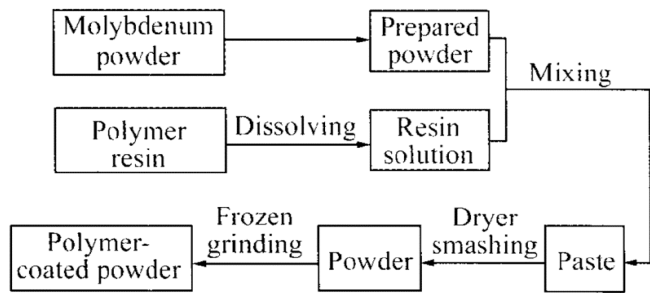 Molybdenum
powder
Prepared
powder
Mixing
Polymer
resin
Dissolving
Resin
solution
Polymer-
coated powder
Frozen
grinding
Powder
Dryer
smashing
Paste